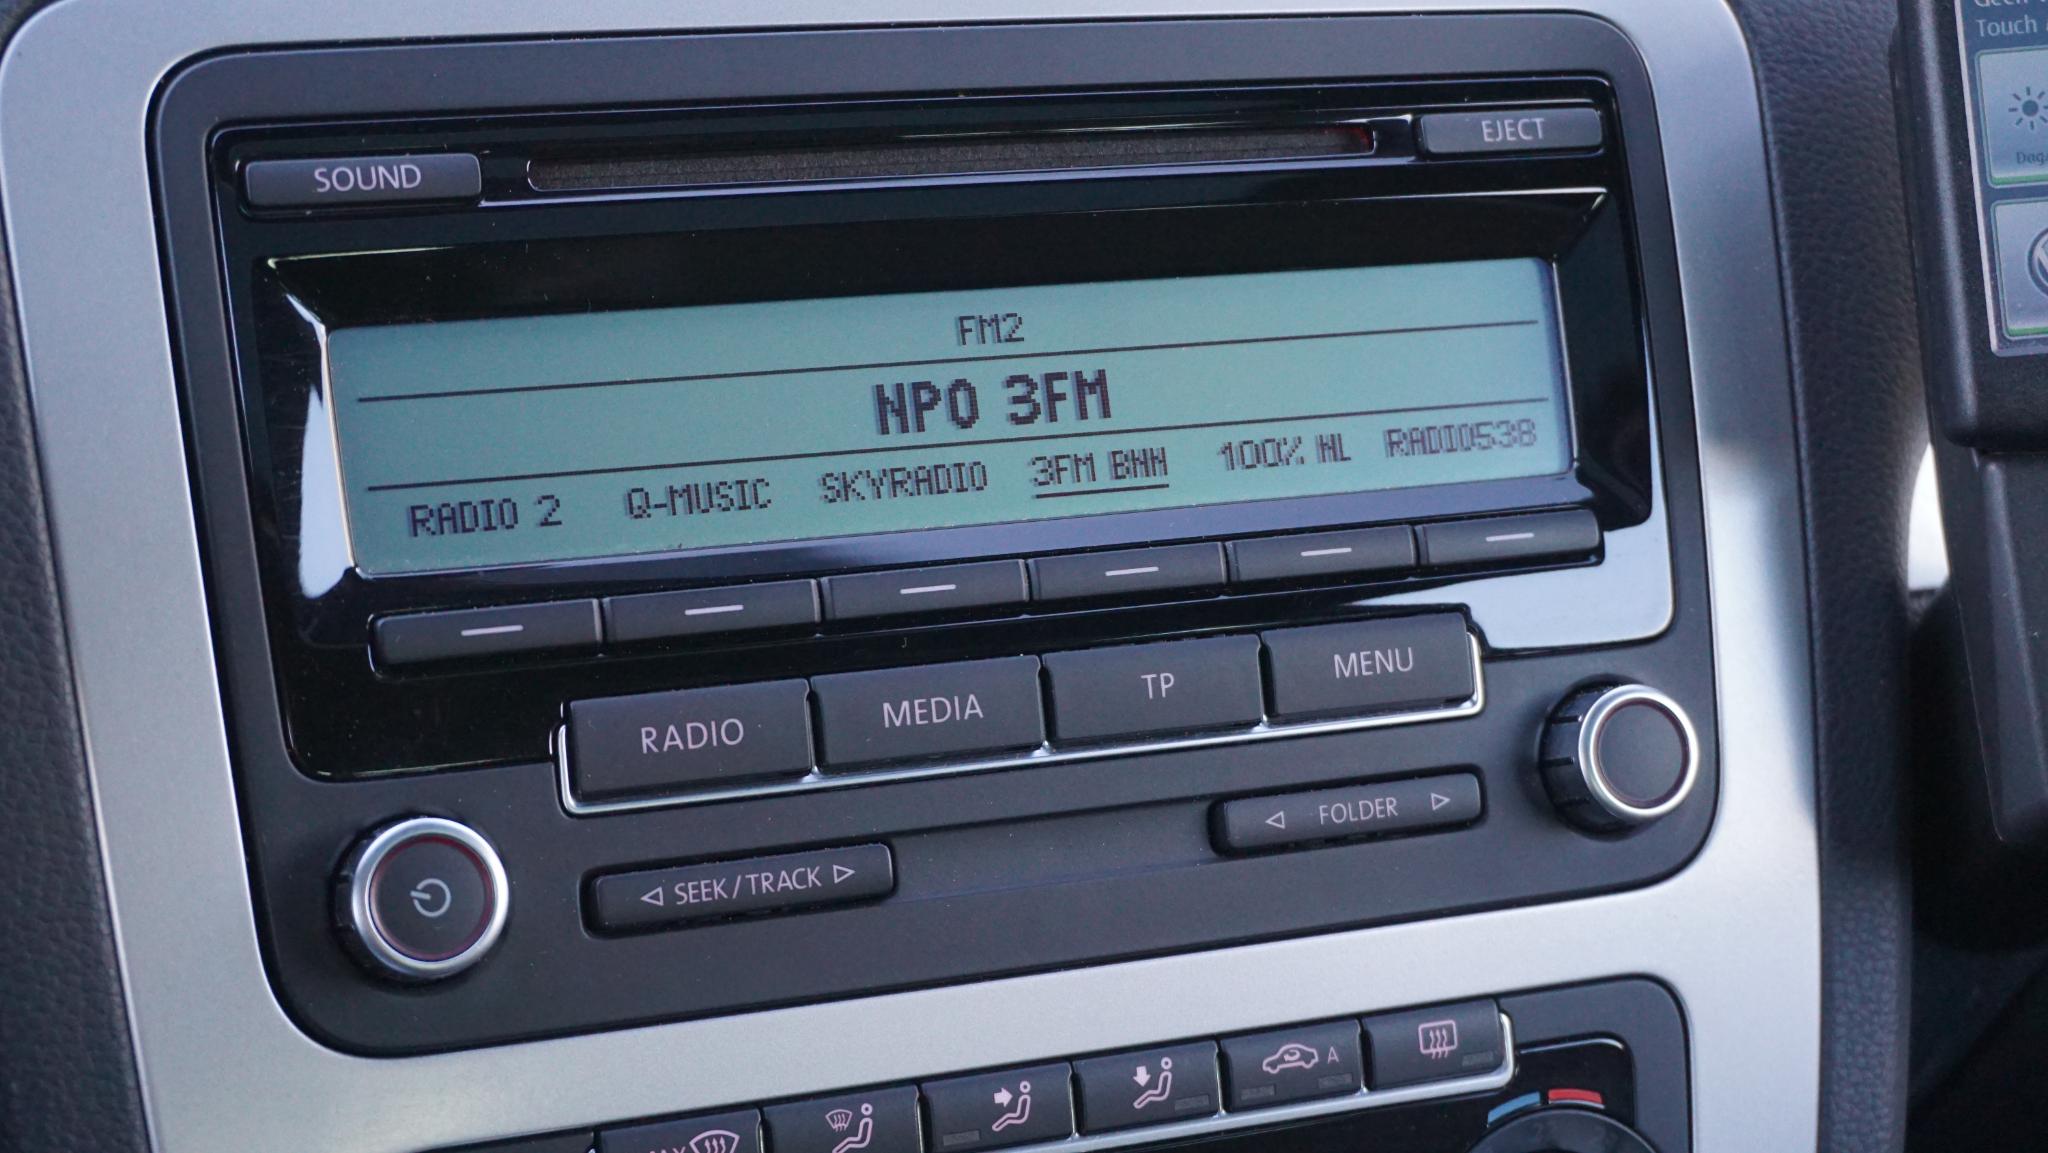 Touch
SOUND
EJECT
FM2
NPO 3FM
RADIO 2 Q-MUSIC SKYRADIO 3FM BNN 100% NL RADIO538
RADIO MEDIA TP MENU
FOLDER
SEEK/TRACK
A